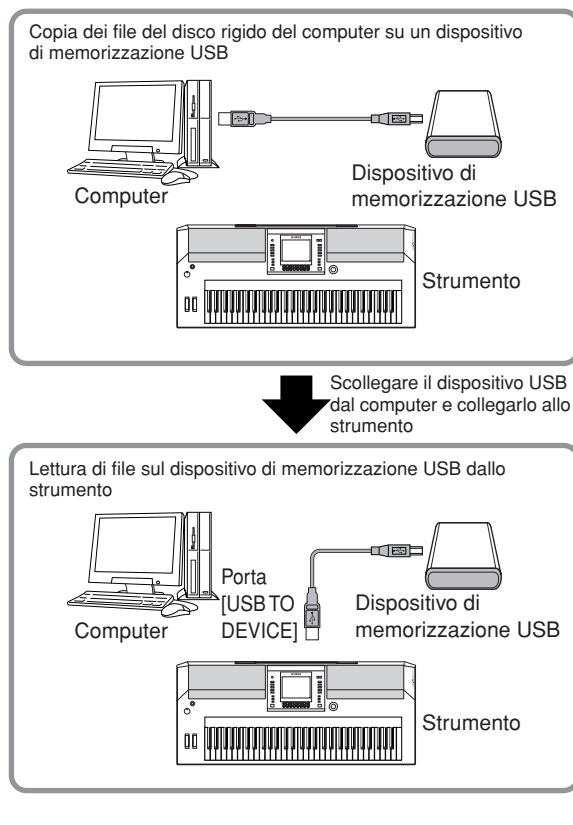 Copia dei file del disco rigido del computer su un dispositivo
di memorizzazione USB
Computer
Dispositivo di
memorizzazione USB
Strumento
Scollegare il dispositivo USB
dal computer e collegarlo allo
strumento
Lettura di file sul dispositivo di memorizzazione USB dallo
strumento
Porta
[USB TO
DEVICE]
Computer
Dispositivo di
memorizzazione USB
Strumento